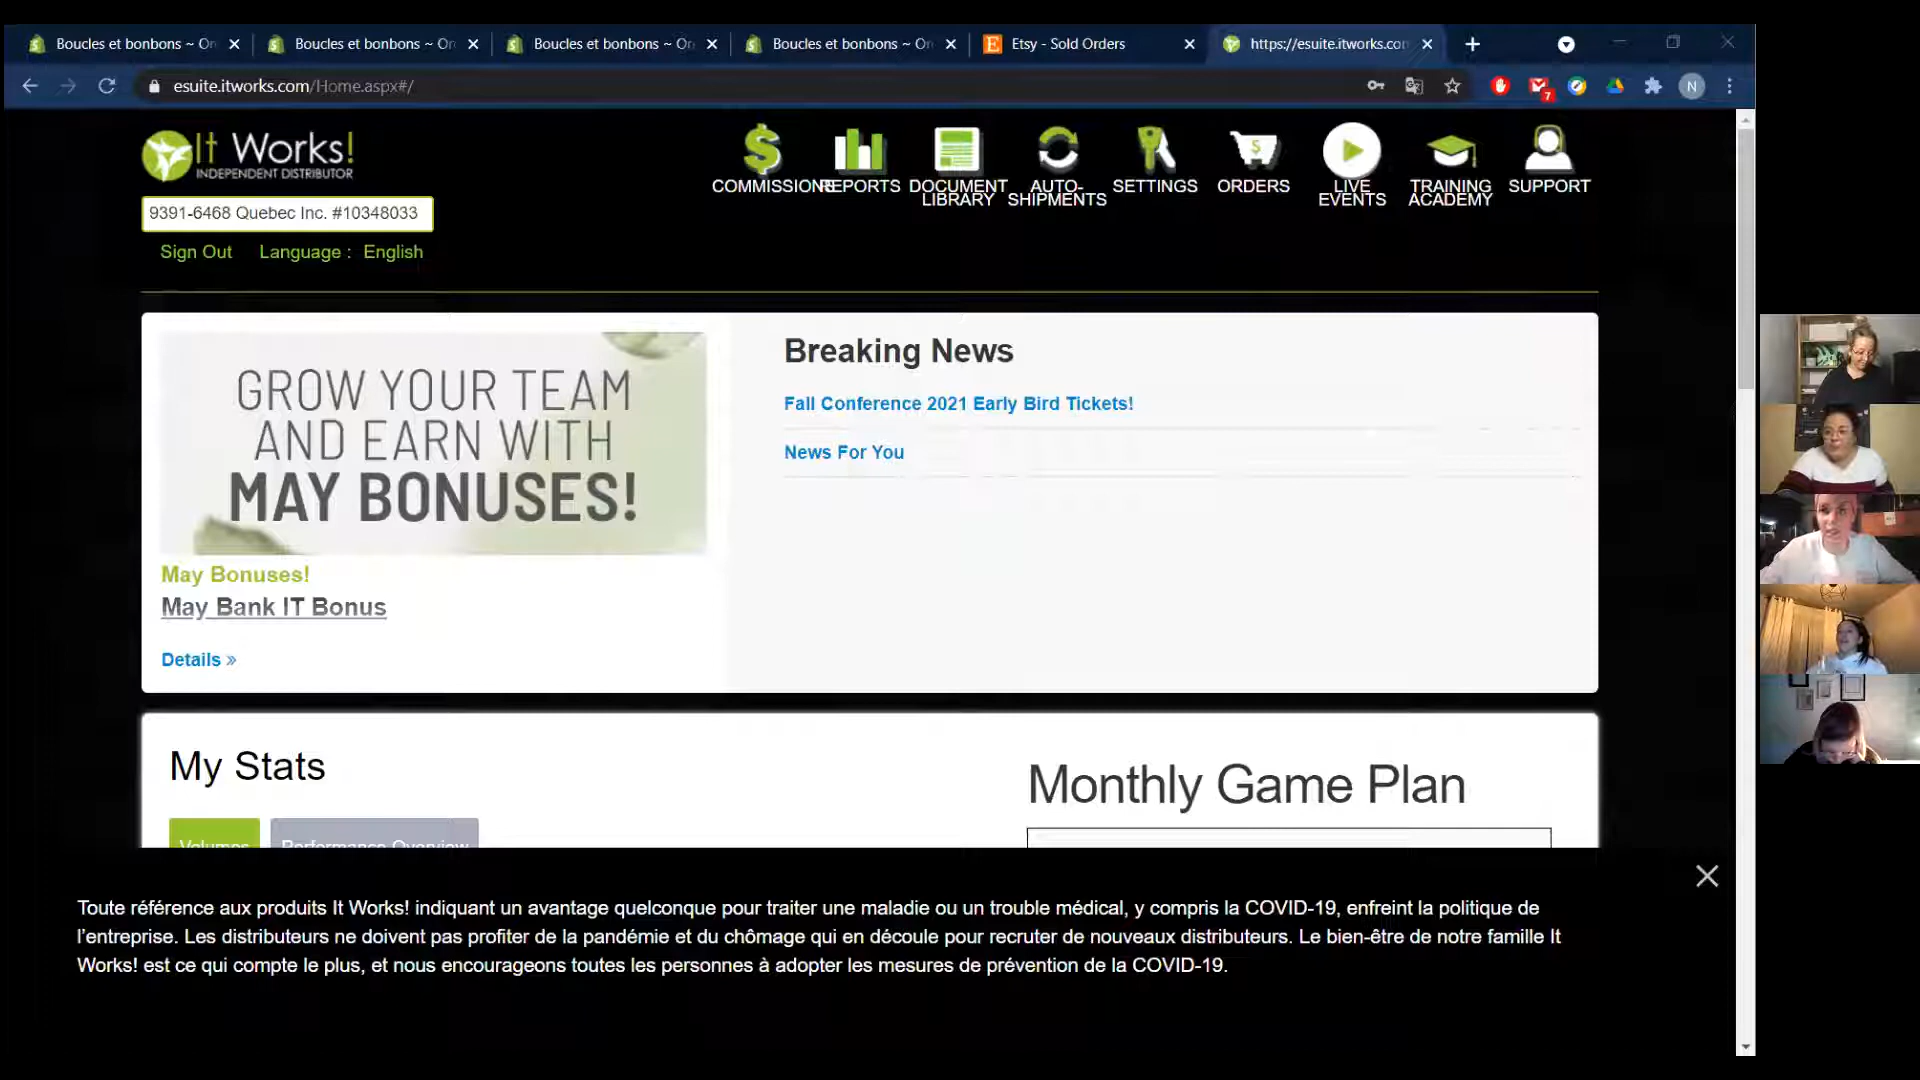 Boucles et bonbons ~ Or
Boucles et bonbons ~ Or
Boucles et bonbons ~ Or
Boucles et bonbons ~ Or
Etsy - Sold Orders
https://esuite.itworks.com
esuite.itworks.com/Home.aspx#/
7
N
It Works!
INDEPENDENT DISTRIBUTOR
COMMISSIONS
REPORTS
DOCUMENT
LIBRARY
AUTO-
SHIPMENTS
SETTINGS
ORDERS
LIVE
EVENTS
TRAINING
ACADEMY
SUPPORT
9391-6468 Quebec Inc. #10348033
Sign Out Language : English
GROW YOUR TEAM
AND EARN WITH
MAY BONUSES!
May Bonuses!
May Bank IT Bonus
Details »
Breaking News
Fall Conference 2021 Early Bird Tickets!
News For You
My Stats
Volumes Performance Overview
Monthly Game Plan
Toute référence aux produits It Works! indiquant un avantage quelconque pour traiter une maladie ou un trouble médical, y compris la COVID-19, enfreint la politique de
l'entreprise. Les distributeurs ne doivent pas profiter de la pandémie et du chômage qui en découle pour recruter de nouveaux distributeurs. Le bien-être de notre famille It
Works! est ce qui compte le plus, et nous encourageons toutes les personnes à adopter les mesures de prévention de la COVID-19.